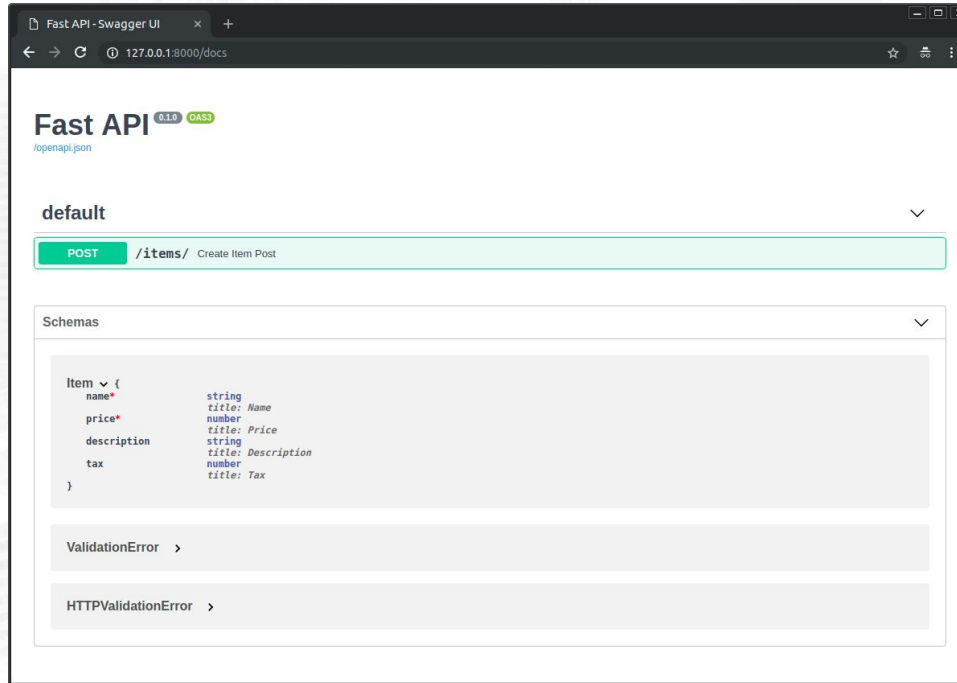 Fast API - Swagger UI
127.0.0.1:8000/docs
Fast API 0.1.0 OAS3
/openapi.json
default
POST /items/ Create Item Post
Schemas
Item {
name* string
title: Name
price* number
title: Price
description string
title: Description
tax number
title: Tax
}
ValidationError
HTTPValidationError